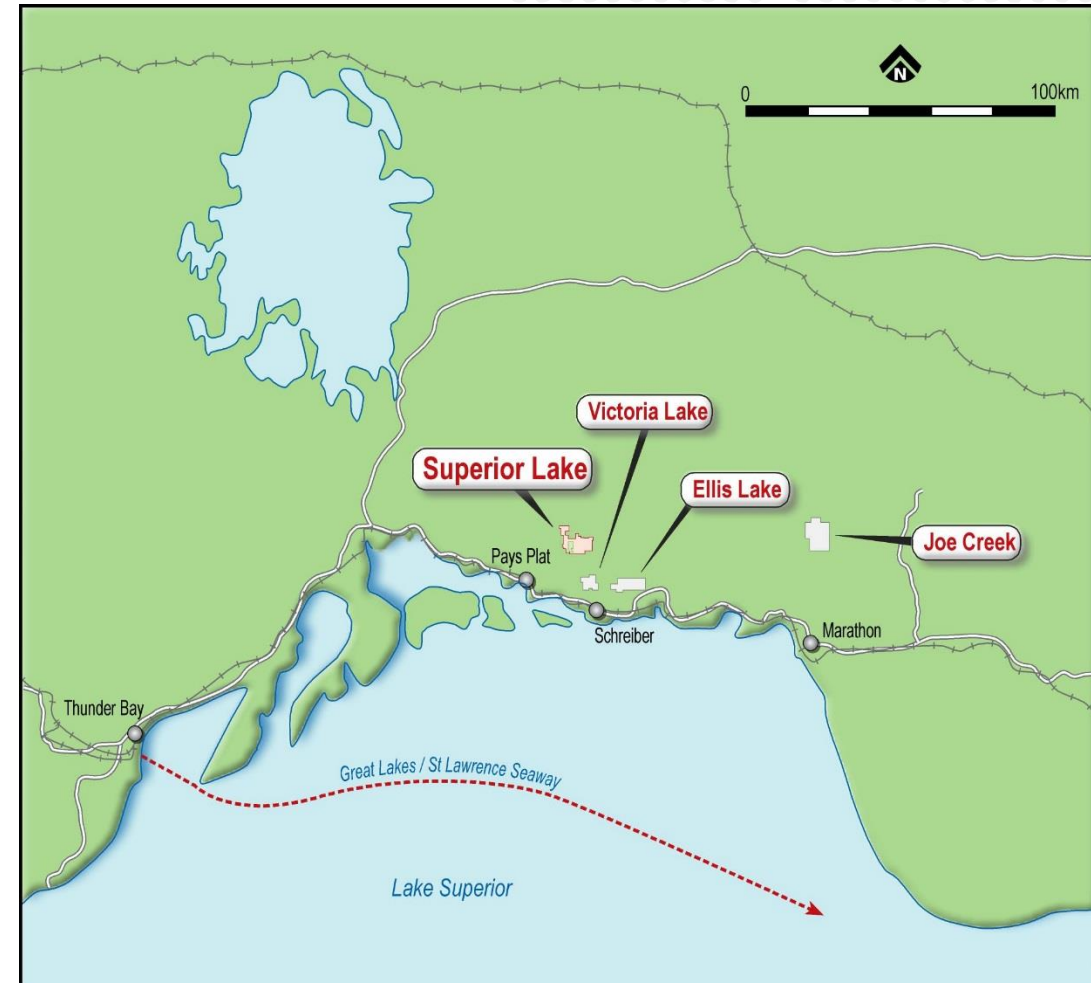 N
0
100km
Victoria Lake
Superior Lake
Ellis Lake
Joe Creek
Pays Plat
Schreiber
Marathon
Thunder Bay
Great Lakes / St Lawrence Seaway
Lake Superior